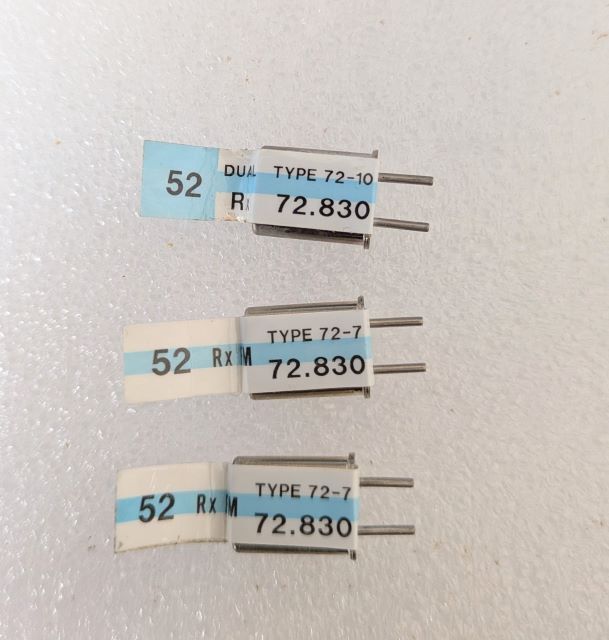 52 DUAL TYPE 72-10
Rx 72.830
52 Rx TYPE 72-7
72.830
52 Rx TYPE 72-7
72.830